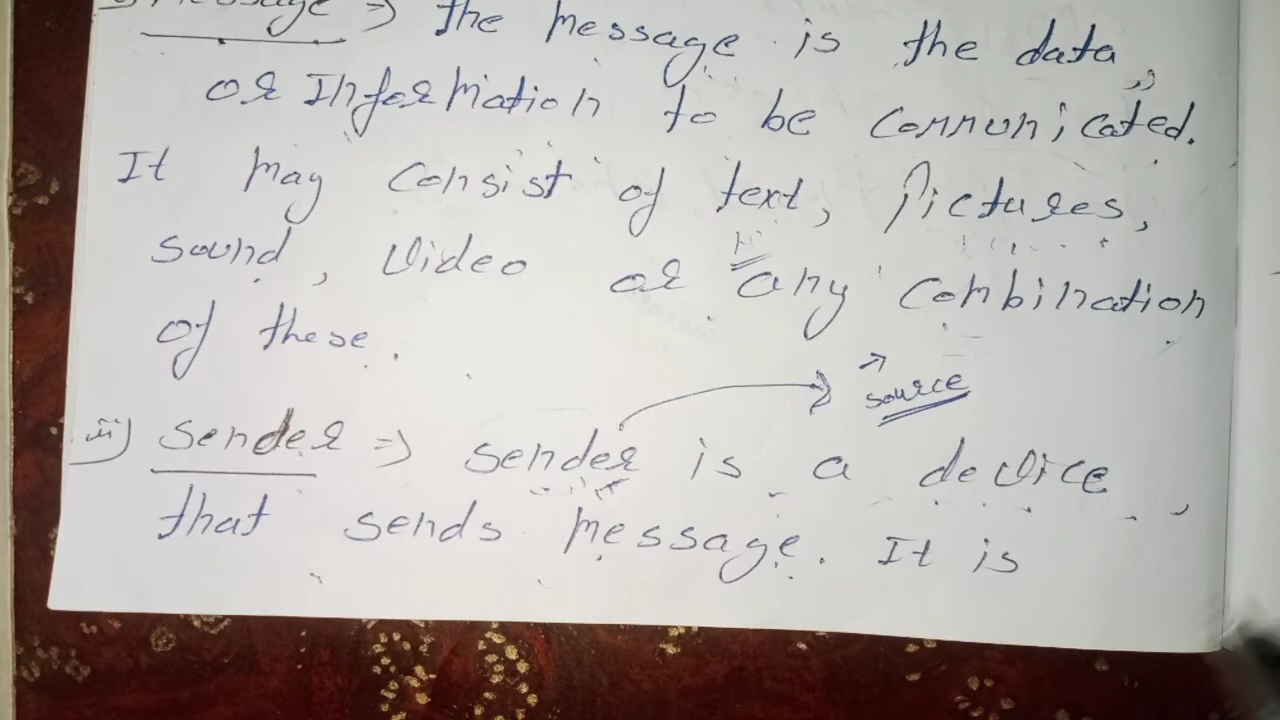 Message => the message is the data
or Information to be communicated.
It may consist of text, Pictures,
sound, video or any combination
of these.
source
ii) Sender => sender is a device
that sends message. It is